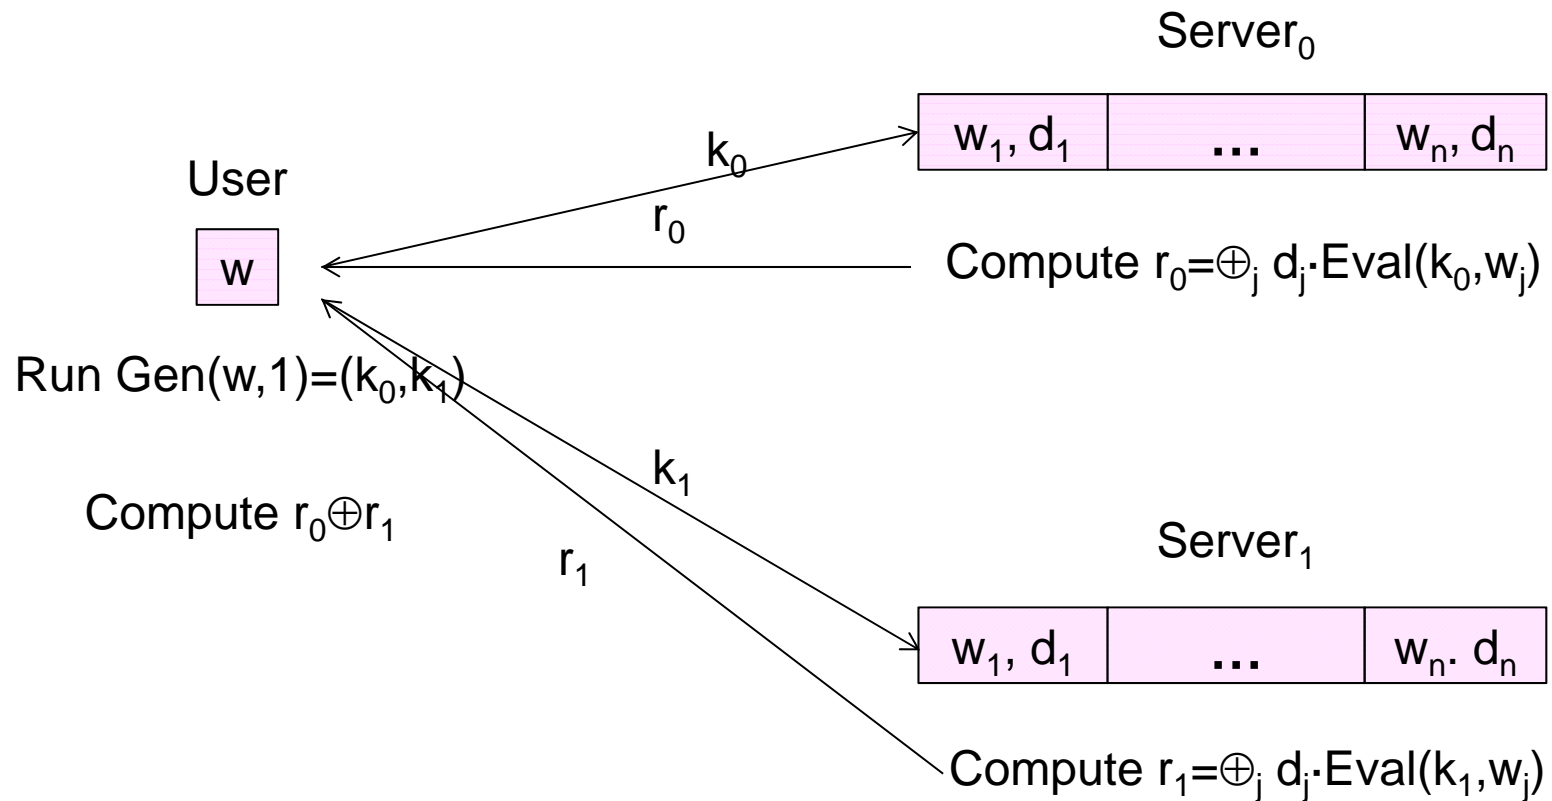 Server₀
w₁, d₁ ... wₙ, dₙ
k₀
User
r₀
w
Compute r₀=⊕ⱼ dⱼ·Eval(k₀,wⱼ)
Run Gen(w,1)=(k₀,k₁)
k₁
Compute r₀⊕r₁
r₁
Server₁
w₁, d₁ ... wₙ. dₙ
Compute r₁=⊕ⱼ dⱼ·Eval(k₁,wⱼ)